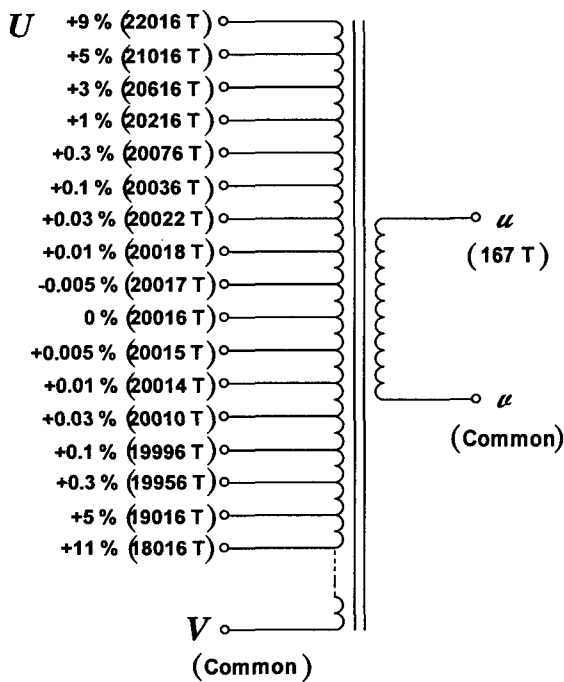 U +9 % (22016 T)
+5 % (21016 T)
+3 % (20616 T)
+1 % (20216 T)
+0.3 % (20076 T)
+0.1 % (20036 T)
+0.03 % (20022 T) u
+0.01 % (20018 T) (167 T)
-0.005 % (20017 T)
0 % (20016 T)
+0.005 % (20015 T)
+0.01 % (20014 T) v
+0.03 % (20010 T) (Common)
+0.1 % (19996 T)
+0.3 % (19956 T)
+5 % (19016 T)
+11 % (18016 T)
V
(Common)